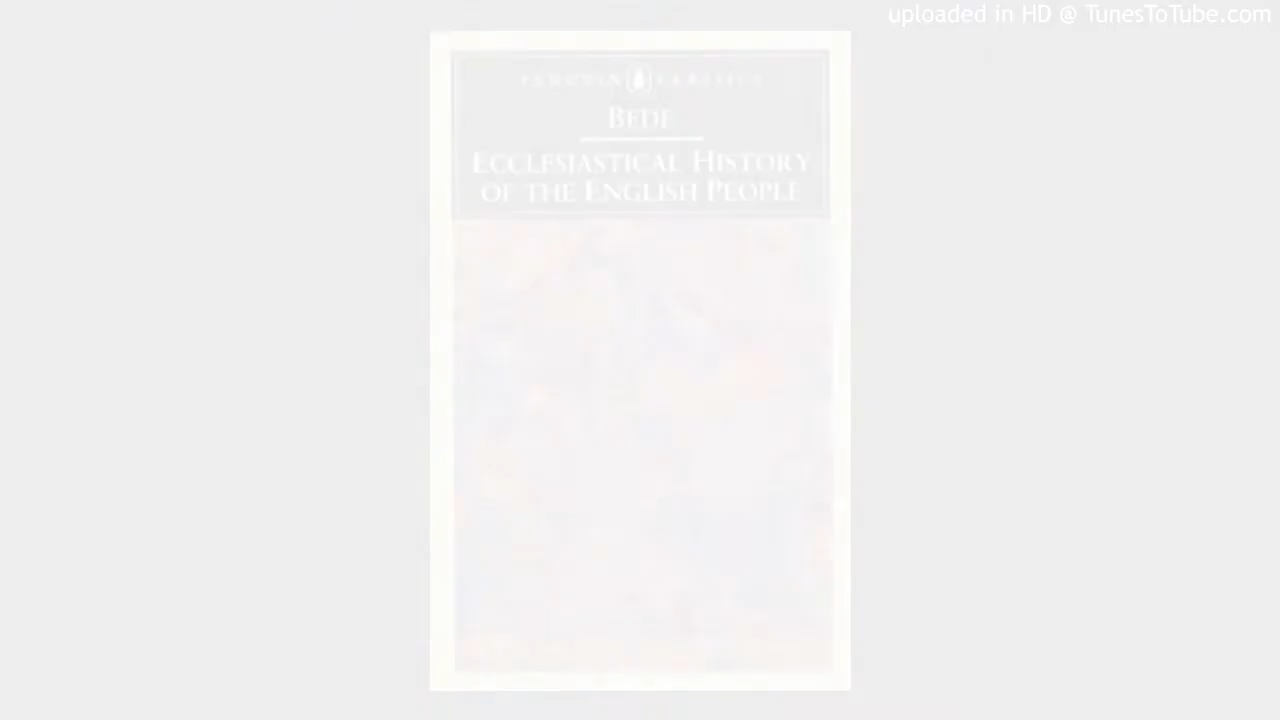 uploaded in HD @ TunesToTube.com
PENGUIN CLASSICS
BEDE
ECCLESIASTICAL HISTORY
OF THE ENGLISH PEOPLE